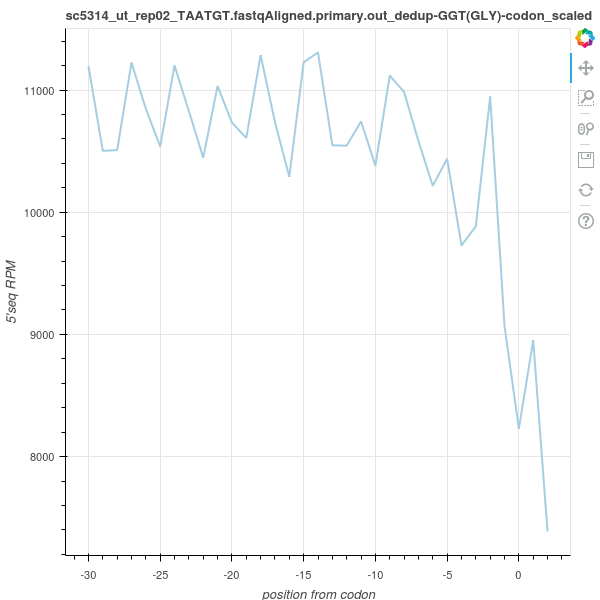 sc5314_ut_rep02_TAATGT.fastqAligned.primary.out_dedup-GGT(GLY)-codon_scaled
11000
10000
9000
8000
5'seq RPM
-30 -25 -20 -15 -10 -5 0
position from codon